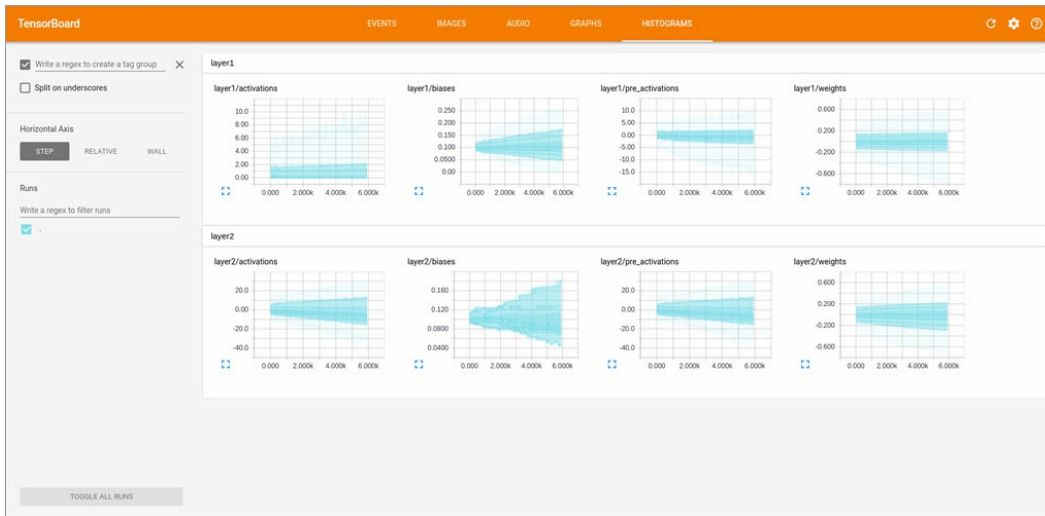 TensorBoard
EVENTS IMAGES AUDIO GRAPHS HISTOGRAMS
Write a regex to create a tag group
Split on underscores
Horizontal Axis
STEP RELATIVE WALL
Runs
Write a regex to filter runs
.
TOGGLE ALL RUNS
layer1
layer1/activations
10.0
8.00
6.00
4.00
2.00
0.00
0.000 2.000k 4.000k 6.000k
layer1/biases
0.250
0.200
0.150
0.100
0.0500
0.00
0.000 2.000k 4.000k 6.000k
layer1/pre_activations
10.0
5.00
0.00
-5.00
-10.0
-15.0
0.000 2.000k 4.000k 6.000k
layer1/weights
0.600
0.200
-0.200
-0.600
0.000 2.000k 4.000k 6.000k
layer2
layer2/activations
20.0
0.00
-20.0
-40.0
0.000 2.000k 4.000k 6.000k
layer2/biases
0.160
0.120
0.0800
0.0400
0.000 2.000k 4.000k 6.000k
layer2/pre_activations
20.0
0.00
-20.0
-40.0
0.000 2.000k 4.000k 6.000k
layer2/weights
0.600
0.200
-0.200
-0.600
0.000 2.000k 4.000k 6.000k